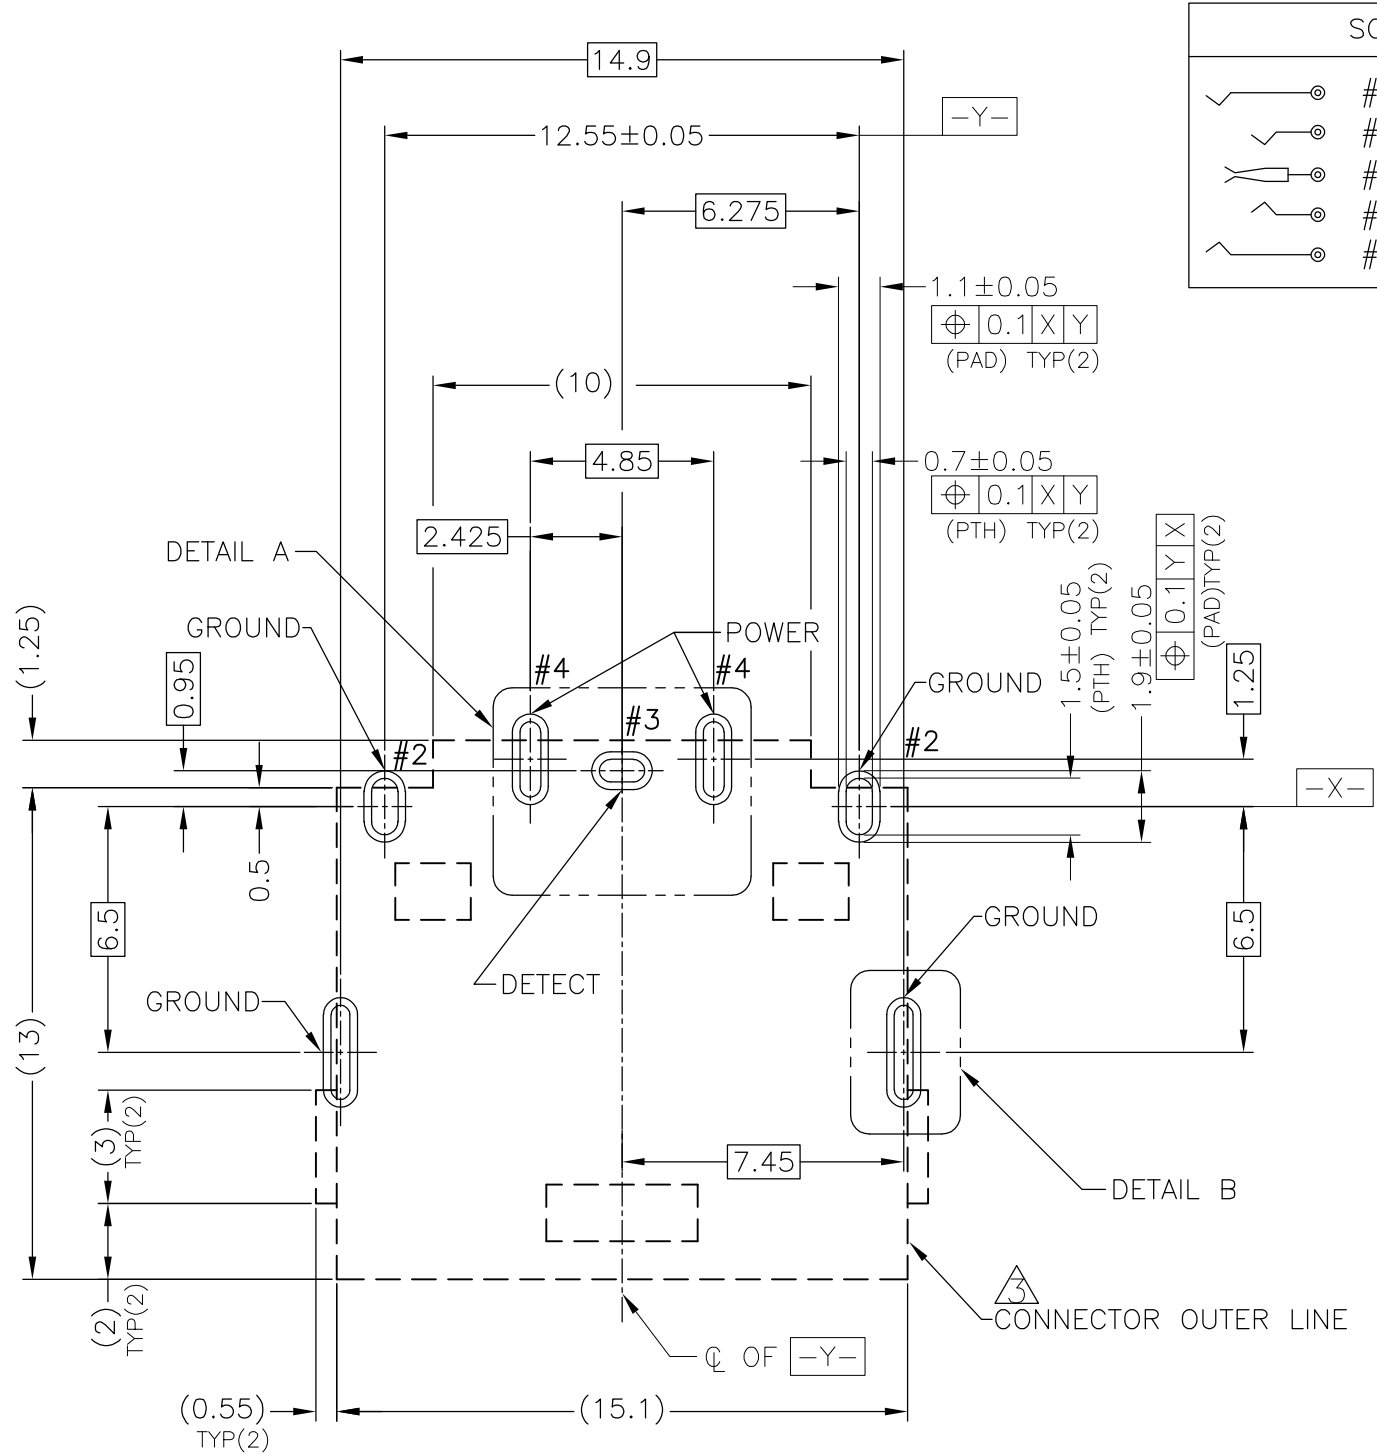 SC
14.9
#
12.55±0.05
-Y-
#
#
6.275
#
#
1.1±0.05
⌖ 0.1 X Y
(PAD) TYP(2)
(10)
4.85
0.7±0.05
⌖ 0.1 X Y
(PTH) TYP(2)
2.425
DETAIL A
GROUND
POWER
(1.25)
0.95
#4
#4
GROUND
1.5±0.05
(PTH) TYP(2)
1.9±0.05
⌖ 0.1 Y X
(PAD)TYP(2)
1.25
#2
#3
#2
-X-
0.5
6.5
GROUND
6.5
DETECT
GROUND
(13)
(3)
TYP(2)
7.45
DETAIL B
(2)
TYP(2)
3
CONNECTOR OUTER LINE
℄ OF -Y-
(0.55)
TYP(2)
(15.1)